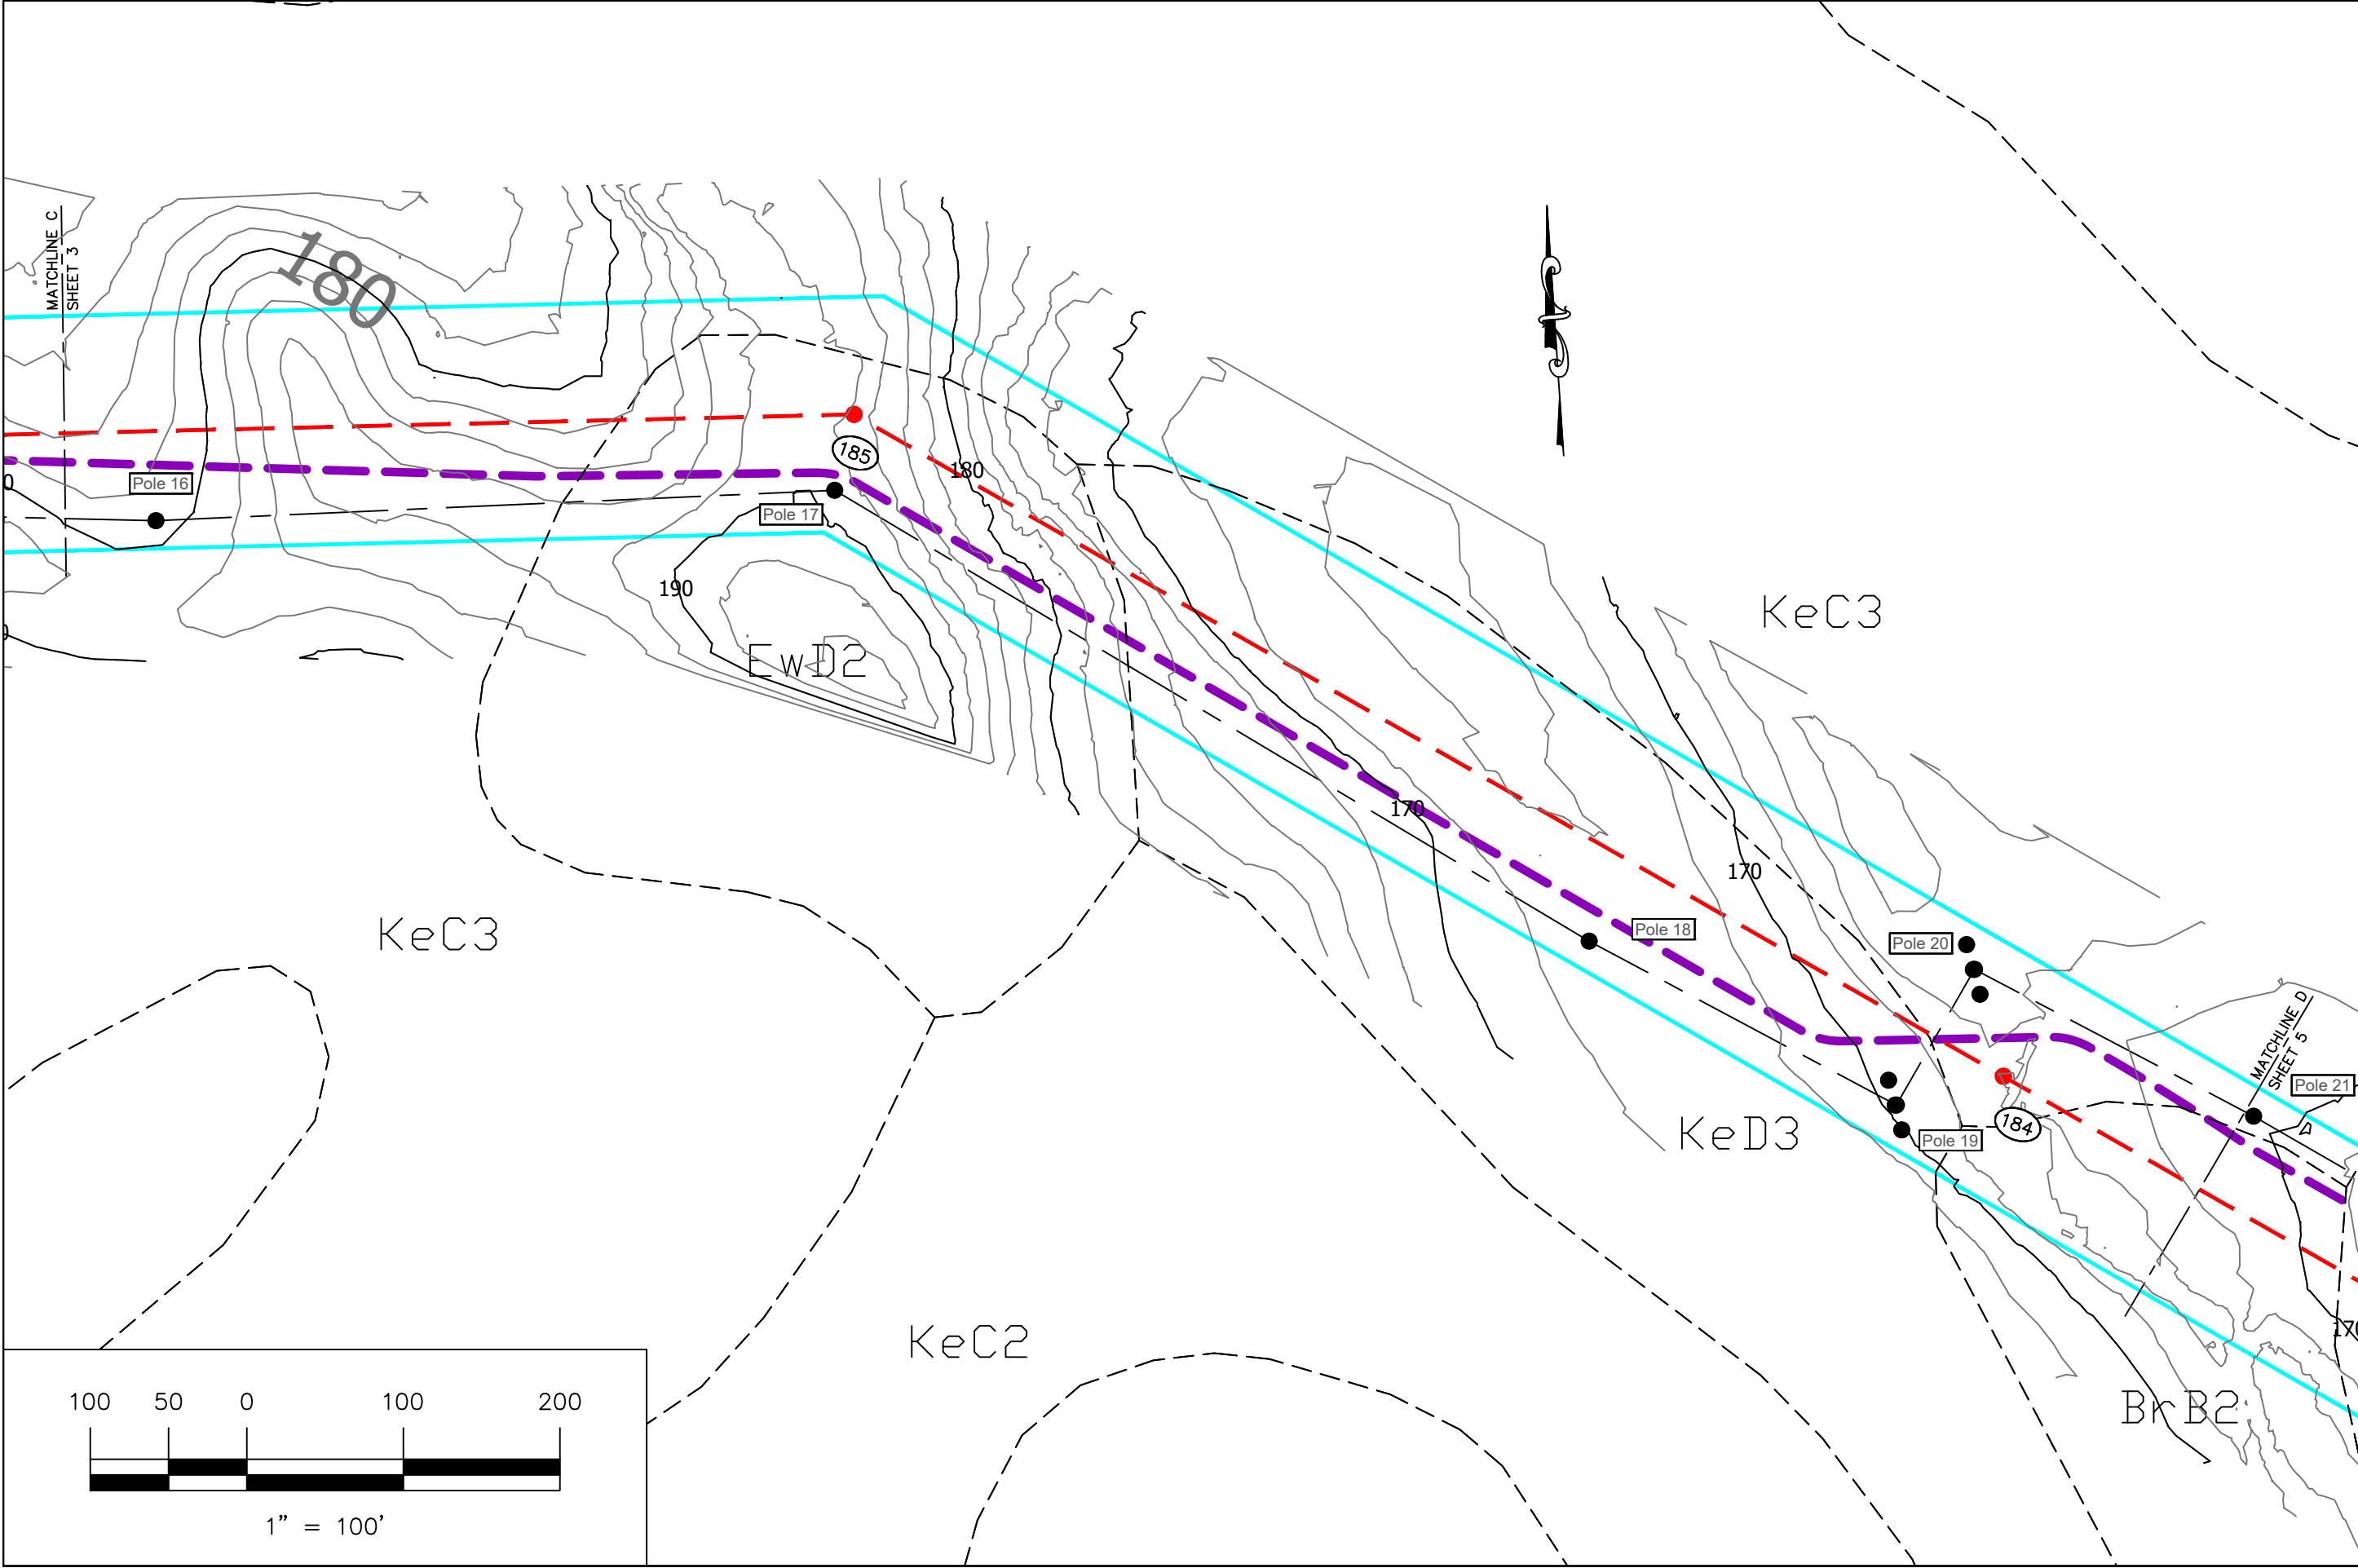 MATCHLINE C
SHEET 3
180
Pole 16
185
180
Pole 17
190
EwD2
KeC3
170
170
Pole 18
Pole 20
KeC3
MATCHLINE D
SHEET 5
Pole 21
184
Pole 19
KeD3
KeC2
170
BrB2
100 50 0 100 200
1" = 100'